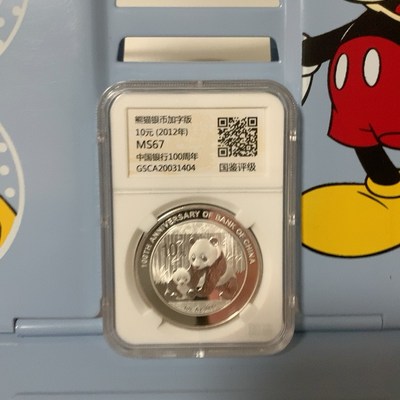 熊猫银币加字版
10元 (2012年)
MS67
中国银行100周年
GSCA20031404
国鉴评级
100TH ANNIVERSARY OF BANK OF CHINA